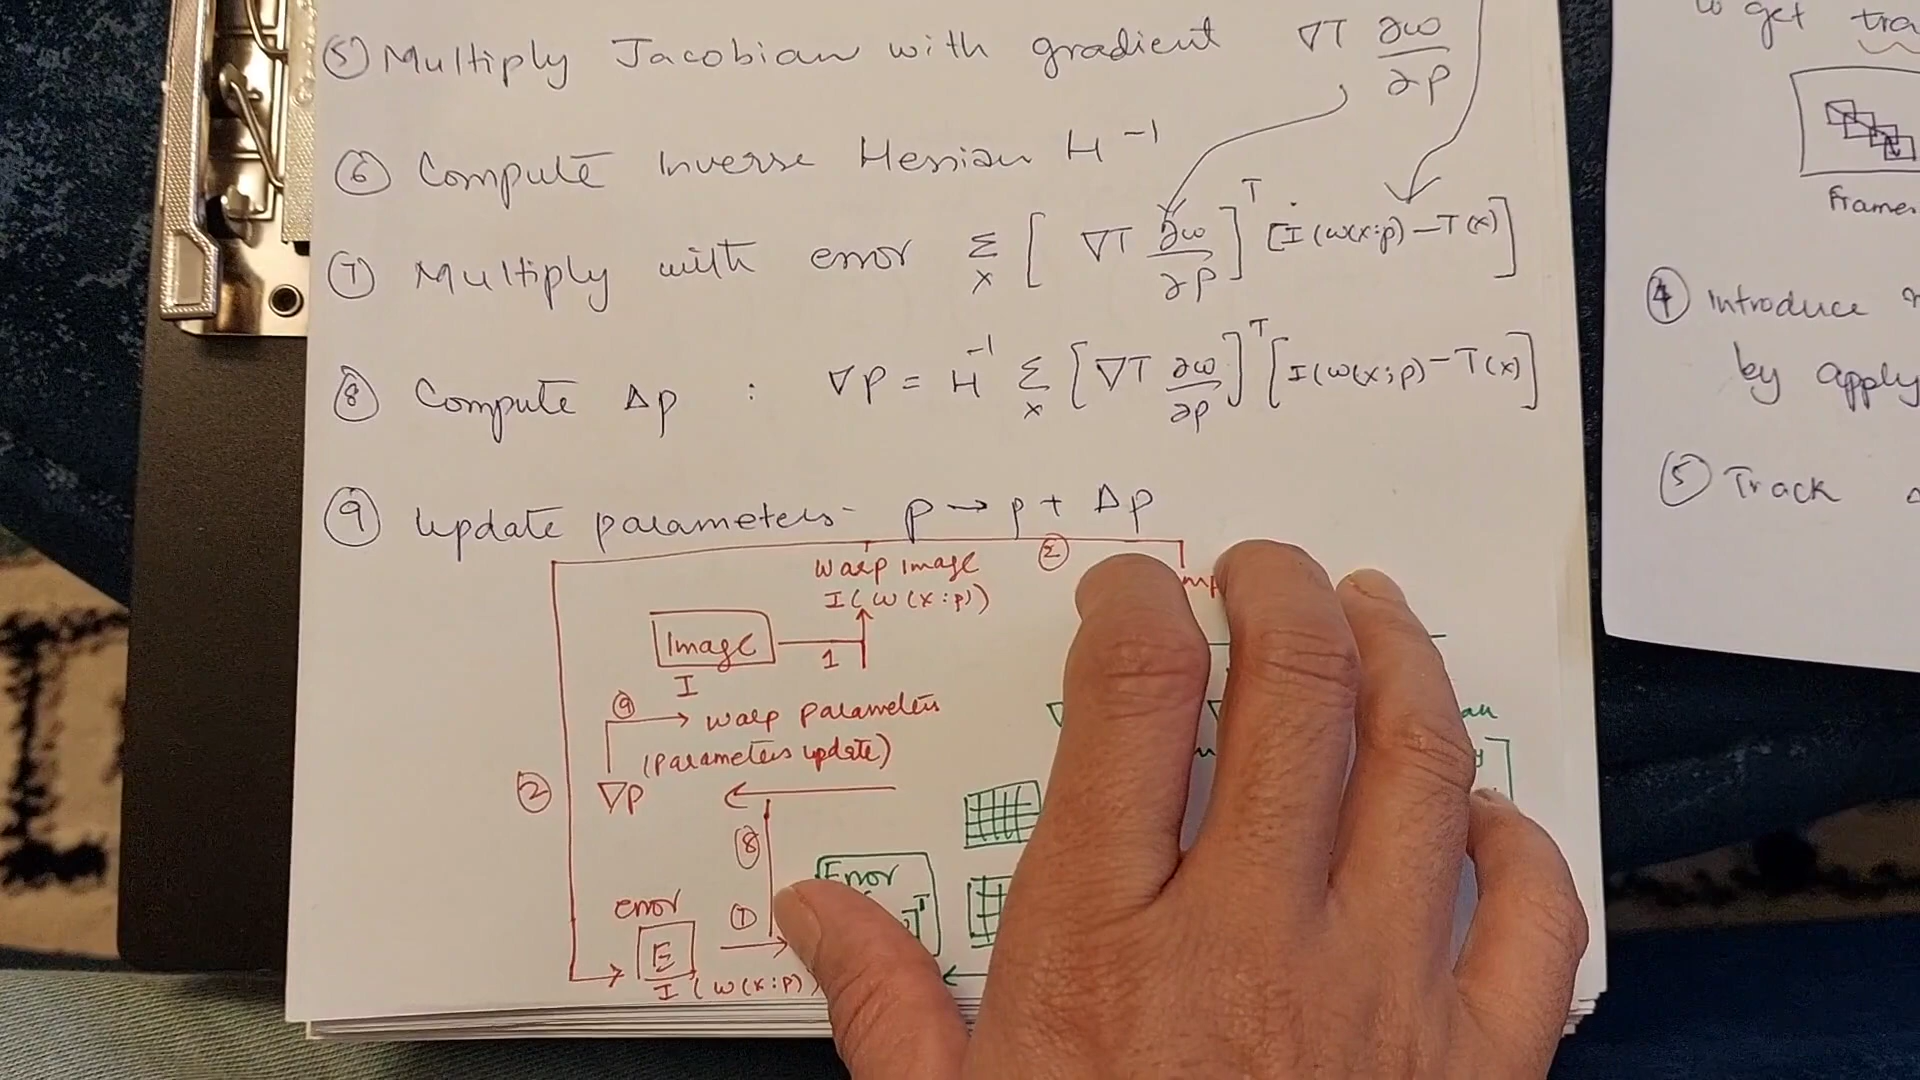 ⑤ Multiply Jacobian with gradient ∇T ∂w/∂p
⑥ Compute Inverse Hessian H⁻¹
⑦ Multiply with error Σₓ [∇T ∂w/∂p]ᵀ [I(w(x:p) – T(x)]
⑧ Compute Δp : ∇p = H⁻¹ Σₓ [∇T ∂w/∂p]ᵀ [I(w(x;p) – T(x)]
⑨ update parameters - p → p + Δp
warp image
I(w(x:p))
Image
1
I
⑨
warp parameters
(parameters update)
② ∇p
⑧
Error
error
E
I(w(x:p))
to get
Frame
④ Introduce
by apply
⑤ Track